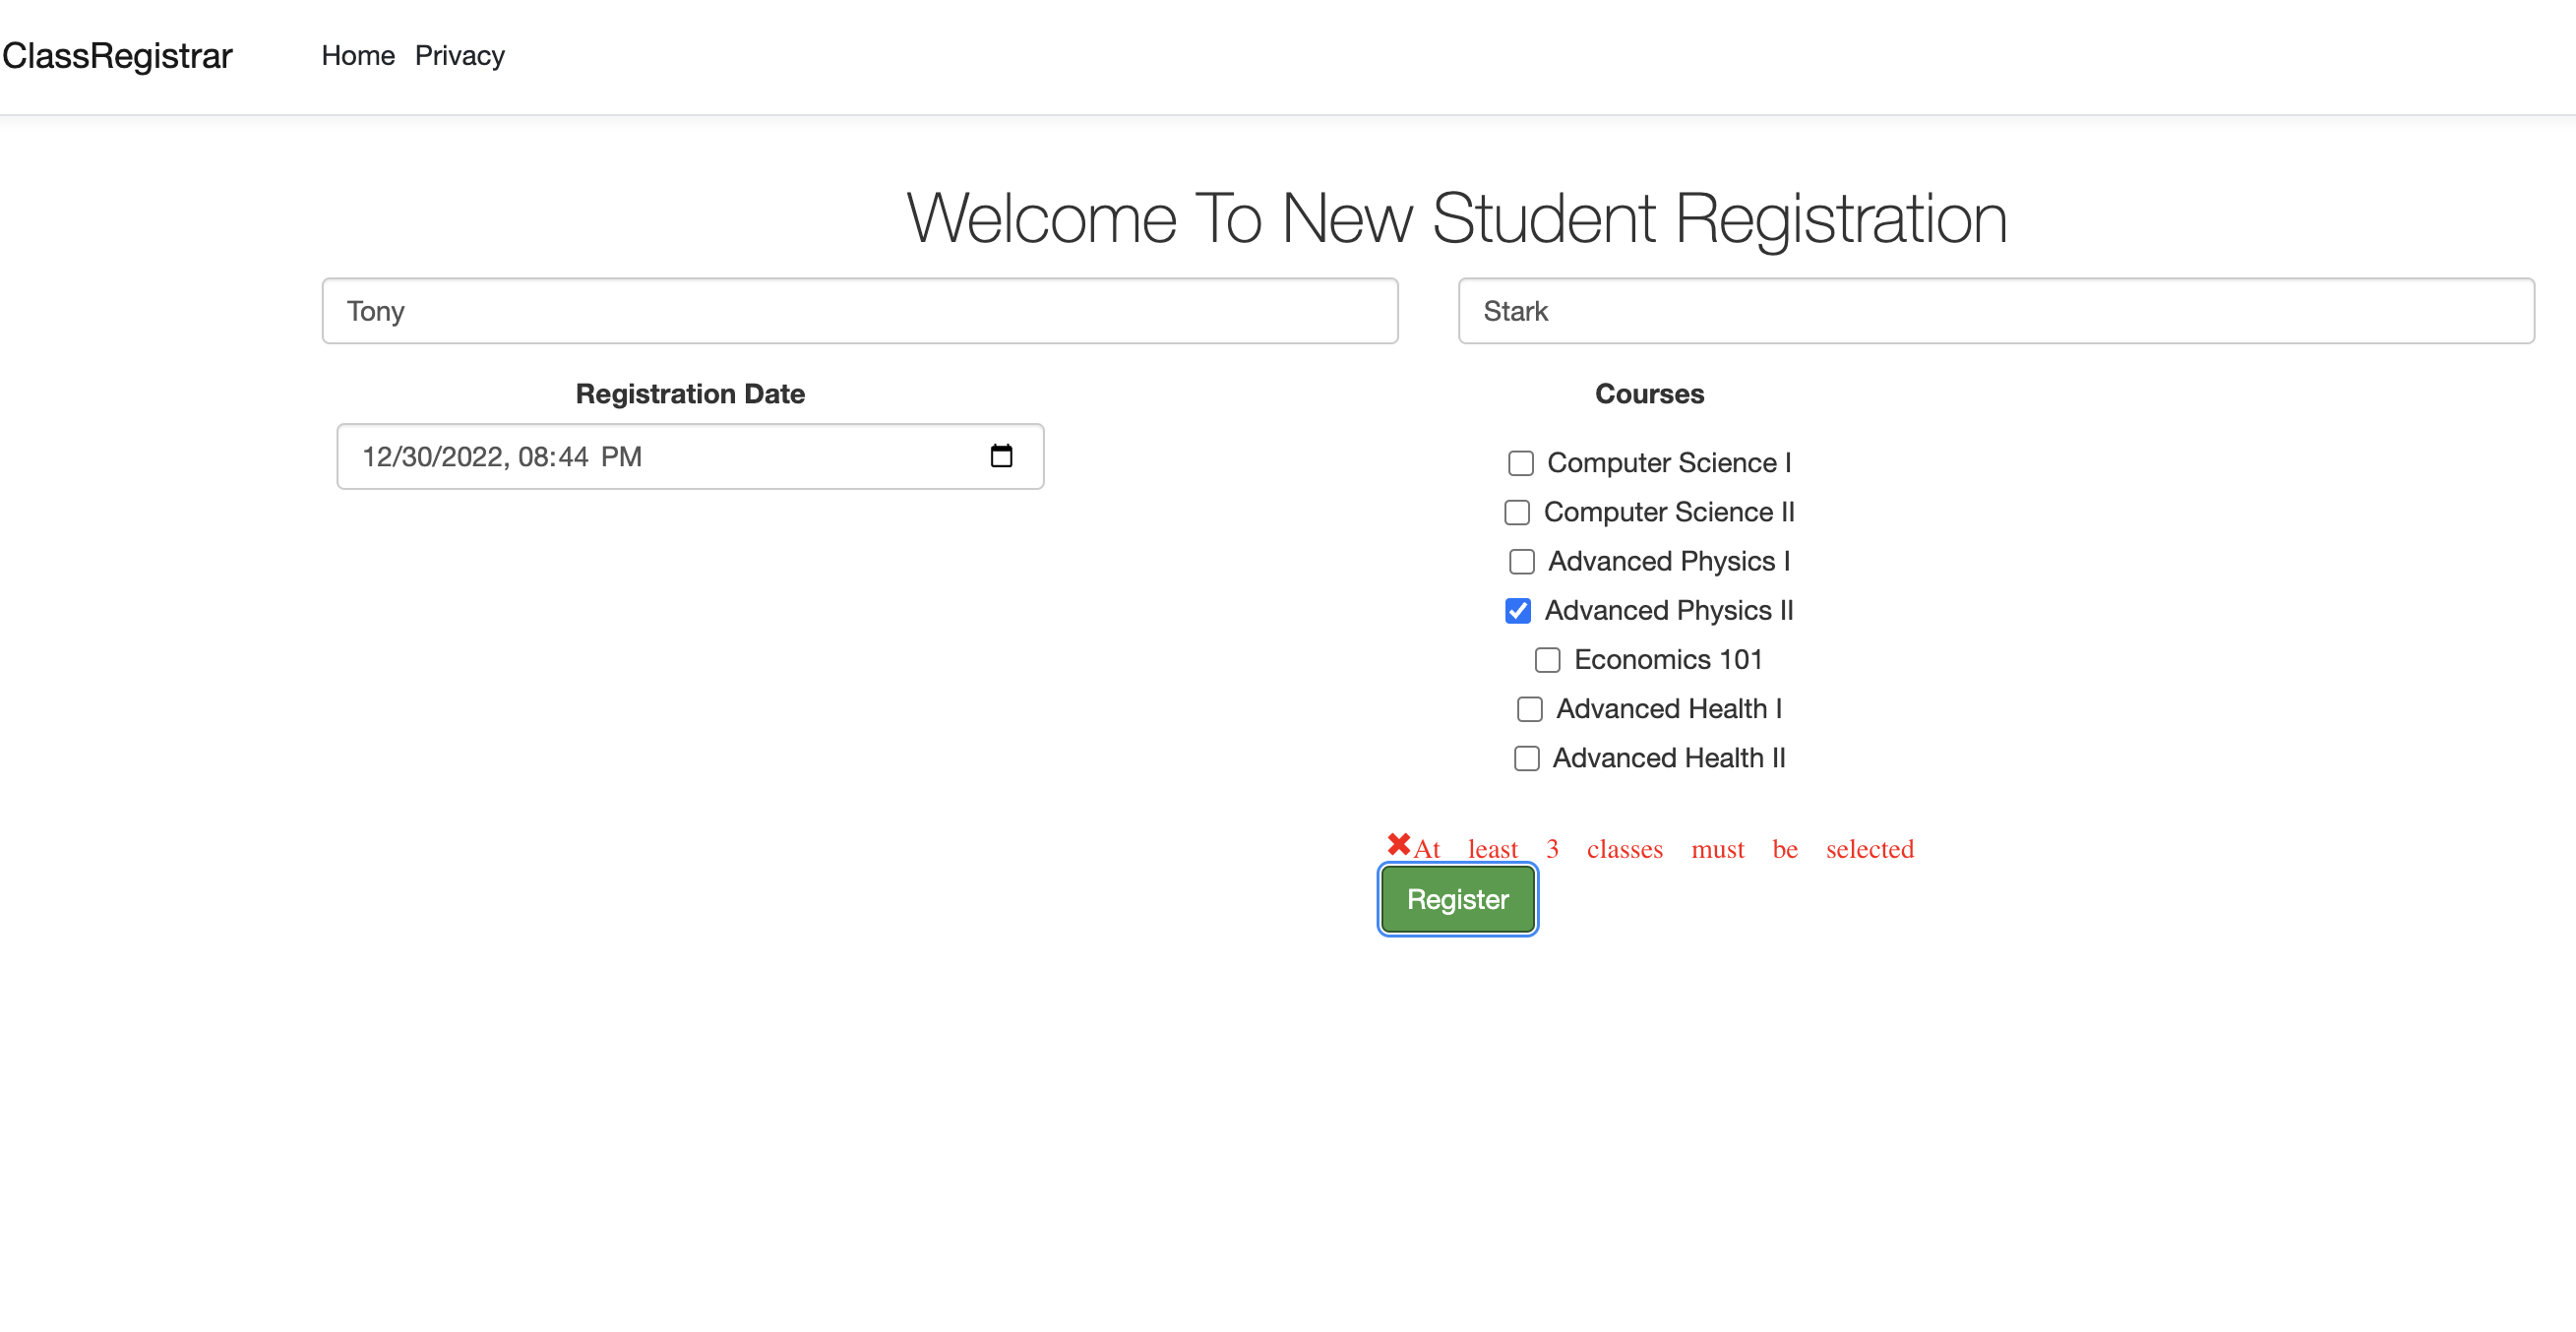 ClassRegistrar Home Privacy
Welcome To New Student Registration
Tony Stark
Registration Date
12/30/2022, 08:44 PM
Courses
Computer Science I
Computer Science II
Advanced Physics I
Advanced Physics II
Economics 101
Advanced Health I
Advanced Health II
✖At least 3 classes must be selected
Register